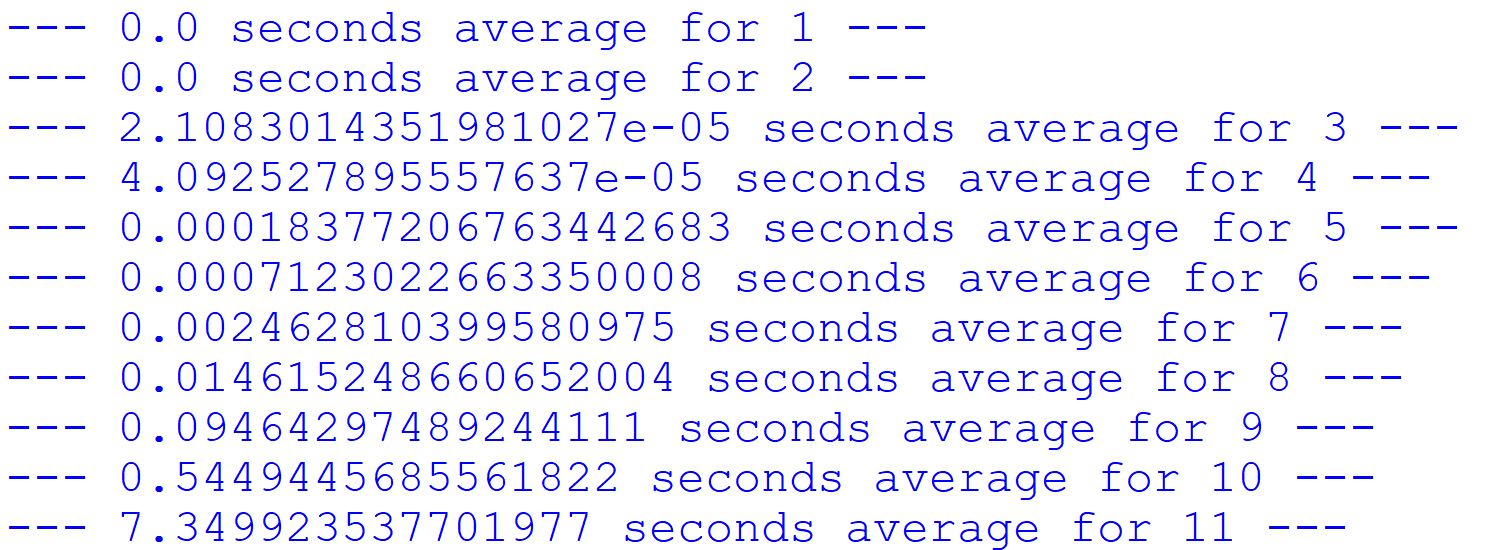 --- 0.0 seconds average for 1 ---
--- 0.0 seconds average for 2 ---
--- 2.1083014351981027e-05 seconds average for 3 ---
--- 4.092527895557637e-05 seconds average for 4 ---
--- 0.00018377206763442683 seconds average for 5 ---
--- 0.0007123022663350008 seconds average for 6 ---
--- 0.002462810399580975 seconds average for 7 ---
--- 0.014615248660652004 seconds average for 8 ---
--- 0.09464297489244111 seconds average for 9 ---
--- 0.5449445685561822 seconds average for 10 ---
--- 7.349923537701977 seconds average for 11 ---